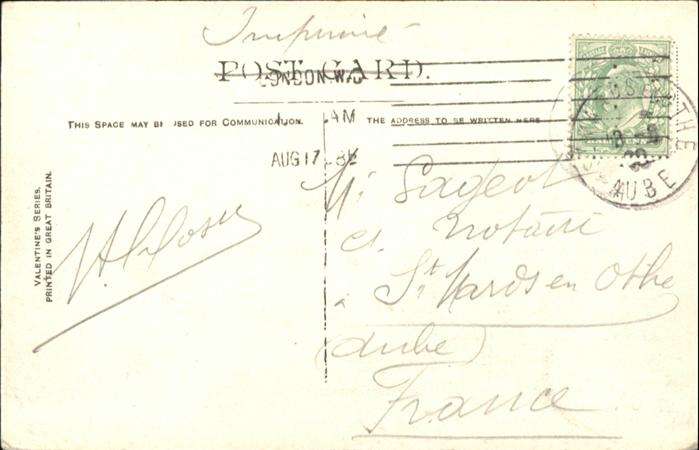 Imprimé
POST CARD.
LONDON. W.C
THIS SPACE MAY BE USED FOR COMMUNICATION.
THE ADDRESS TO BE WRITTEN HERE
AM
AUG 17
AUBE
VALENTINE'S SERIES.
PRINTED IN GREAT BRITAIN.
Mr Sageot
notaire
à St Mards en Othe
(Aube)
France